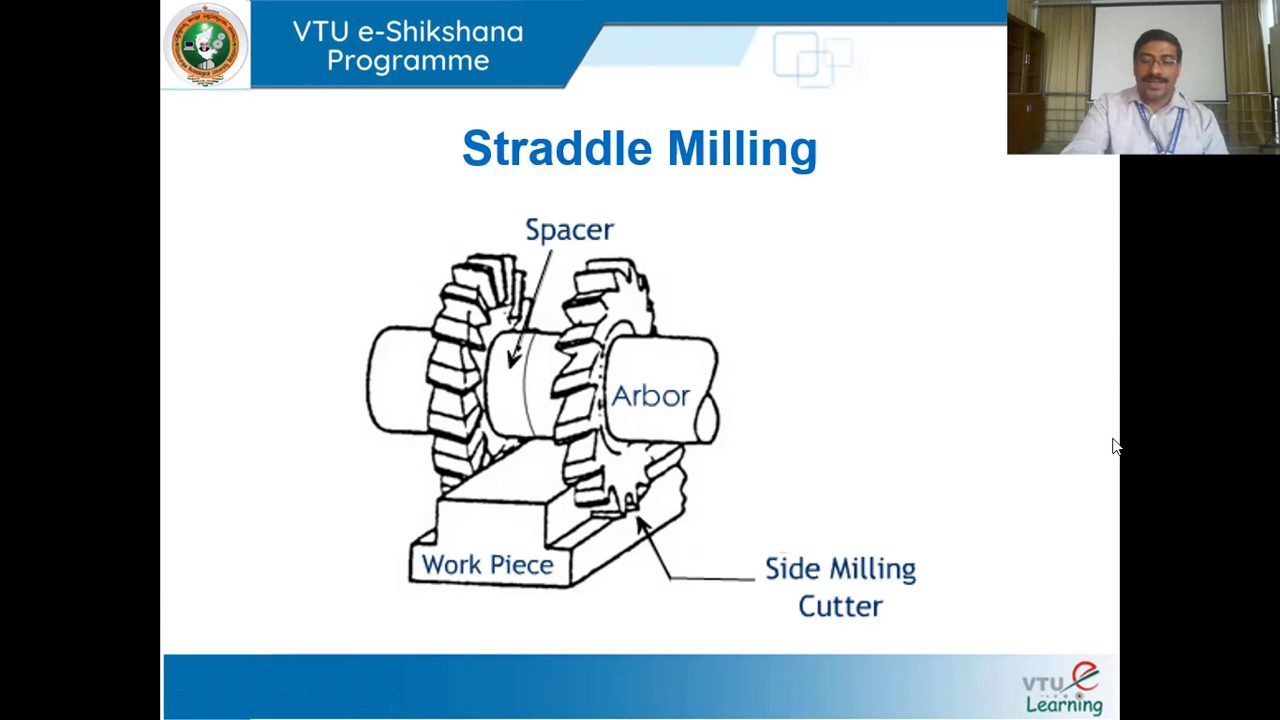 VTU e-Shikshana
Programme
Straddle Milling
Spacer
Arbor
Work Piece
Side Milling
Cutter
VTU e
Learning